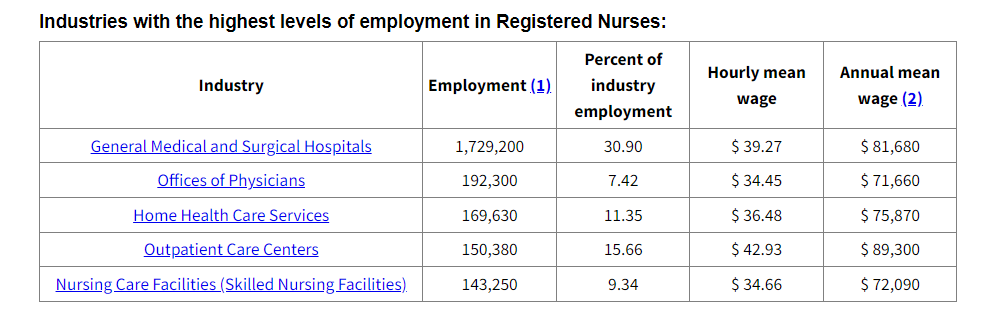 Industries with the highest levels of employment in Registered Nurses:
Industry Employment (1) Percent of industry employment Hourly mean wage Annual mean wage (2)
General Medical and Surgical Hospitals 1,729,200 30.90 $ 39.27 $ 81,680
Offices of Physicians 192,300 7.42 $ 34.45 $ 71,660
Home Health Care Services 169,630 11.35 $ 36.48 $ 75,870
Outpatient Care Centers 150,380 15.66 $ 42.93 $ 89,300
Nursing Care Facilities (Skilled Nursing Facilities) 143,250 9.34 $ 34.66 $ 72,090